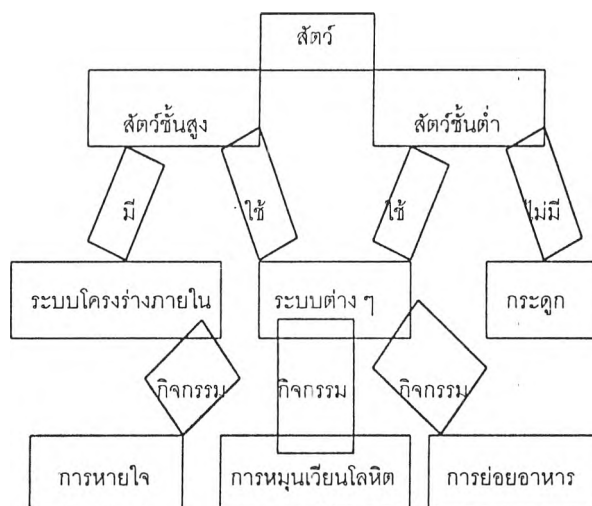 สัตว์
สัตว์ชั้นสูง สัตว์ชั้นต่ำ
มี ใช้ ใช้ ไม่มี
ระบบโครงร่างภายใน ระบบต่าง ๆ กระดูก
กิจกรรม กิจกรรม กิจกรรม
การหายใจ การหมุนเวียนโลหิต การย่อยอาหาร